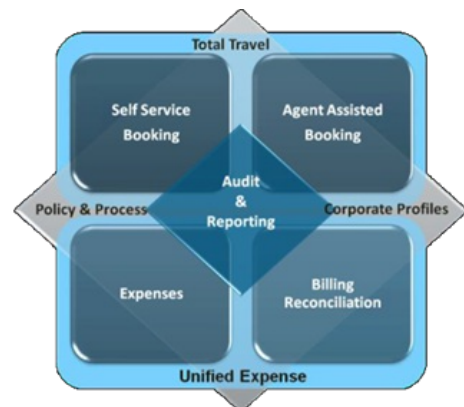 Total Travel
Self Service
Booking
Agent Assisted
Booking
Audit
&
Reporting
Policy & Process
Corporate Profiles
Expenses
Billing
Reconciliation
Unified Expense